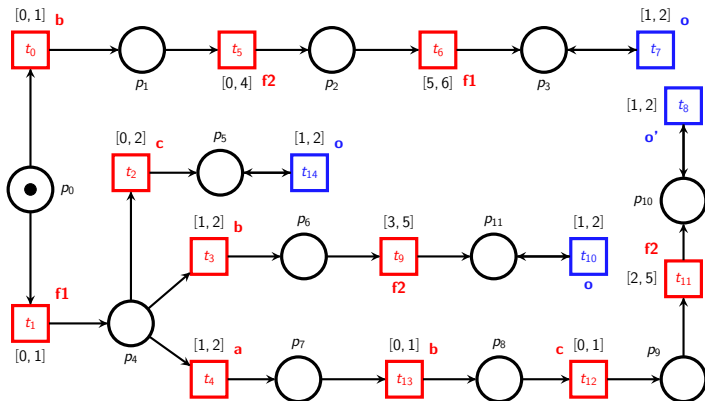 [0, 1] b [1, 2] o
t0 t5 t6 t7
p1 [0, 4] f2 p2 [5, 6] f1 p3
[1, 2] t8
o'
[0, 2] c p5 [1, 2] o
t2 t14
p0 p10
p6 [3, 5] p11 [1, 2]
[1, 2] b
t3 t9 t10
f2 o
f2
[2, 5] t11
f1
t1
[0, 1] p4
[1, 2] a p7 [0, 1] b p8 c [0, 1] p9
t4 t13 t12